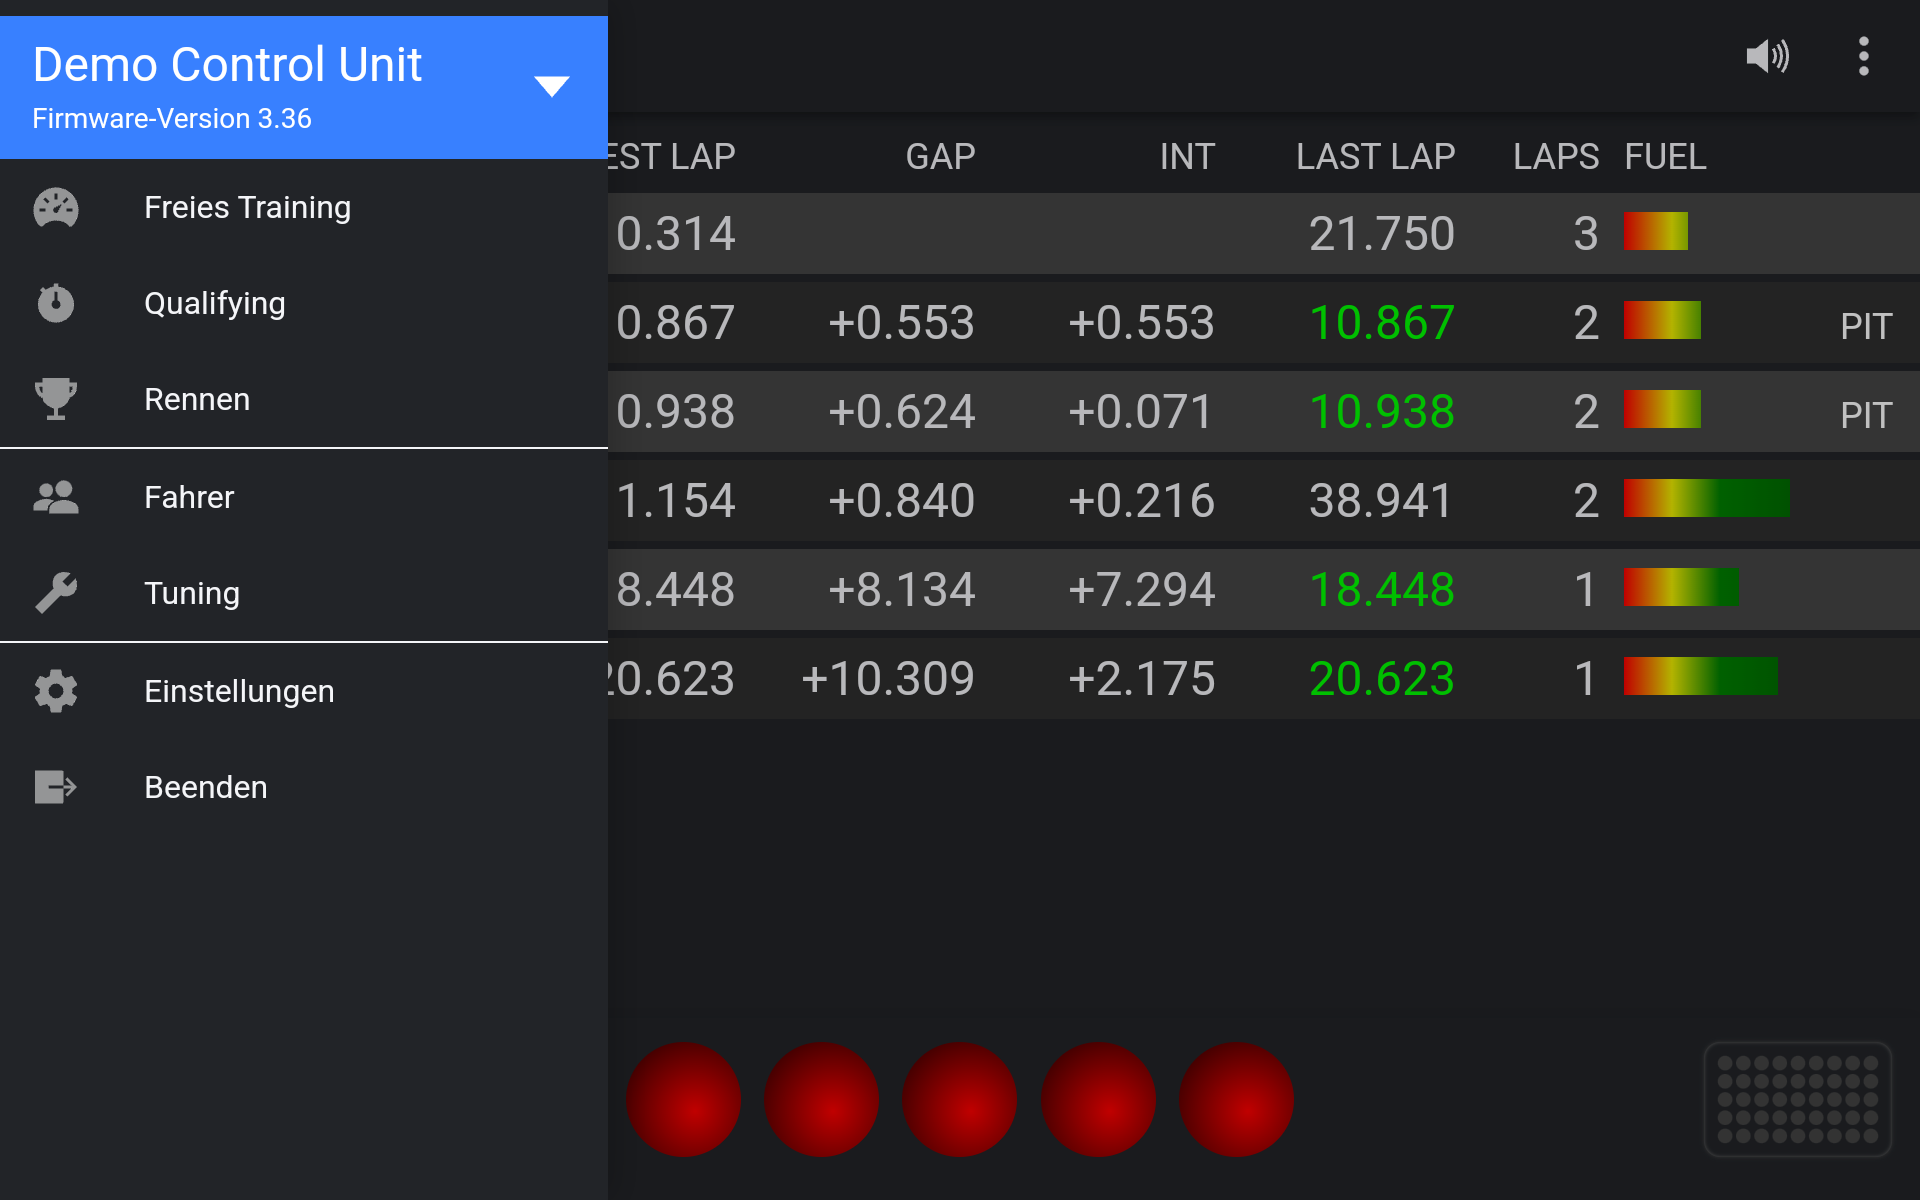 Demo Control Unit
Firmware-Version 3.36
Freies Training
Qualifying
Rennen
Fahrer
Tuning
Einstellungen
Beenden
EST LAP GAP INT LAST LAP LAPS FUEL
0.314 21.750 3
0.867 +0.553 +0.553 10.867 2 PIT
0.938 +0.624 +0.071 10.938 2 PIT
1.154 +0.840 +0.216 38.941 2
8.448 +8.134 +7.294 18.448 1
20.623 +10.309 +2.175 20.623 1